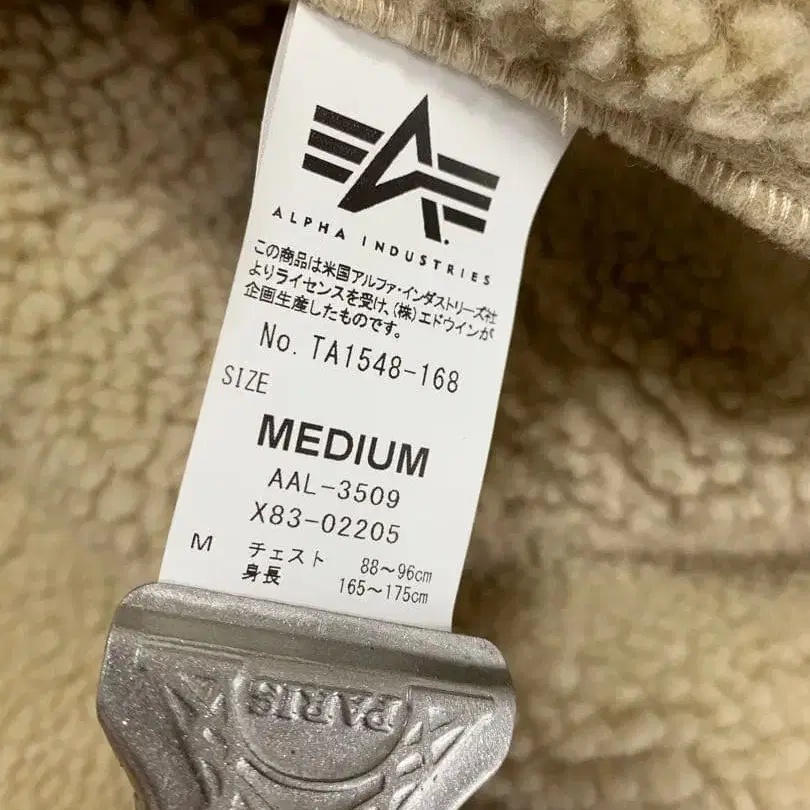 ALPHA INDUSTRIES
この商品は米国アルファ・インダストリーズ社
よりライセンスを受け、(株)エドウインが
企画生産したものです。
No. TA1548-168
SIZE
MEDIUM
AAL-3509
X83-02205
M チェスト 88～96cm
身長 165～175cm
PARIS